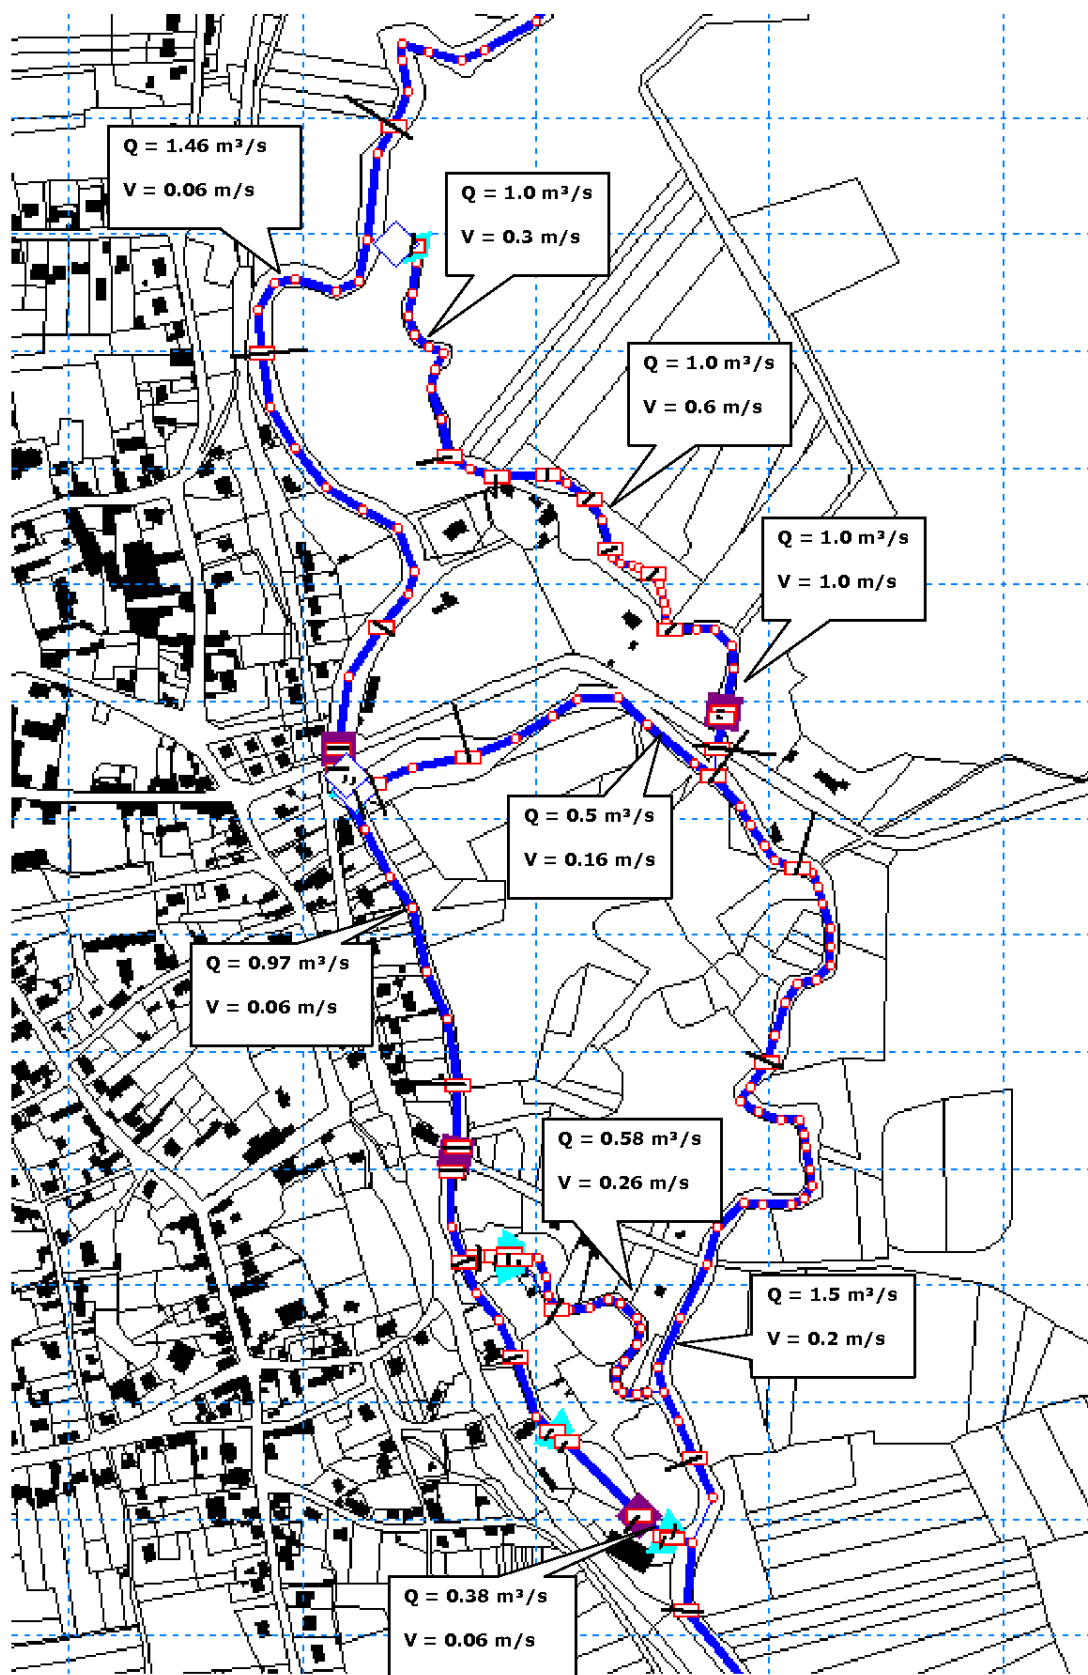 Q = 1.46 m³/s
V = 0.06 m/s
Q = 1.0 m³/s
V = 0.3 m/s
Q = 1.0 m³/s
V = 0.6 m/s
Q = 1.0 m³/s
V = 1.0 m/s
Q = 0.5 m³/s
V = 0.16 m/s
Q = 0.97 m³/s
V = 0.06 m/s
Q = 0.58 m³/s
V = 0.26 m/s
Q = 1.5 m³/s
V = 0.2 m/s
Q = 0.38 m³/s
V = 0.06 m/s